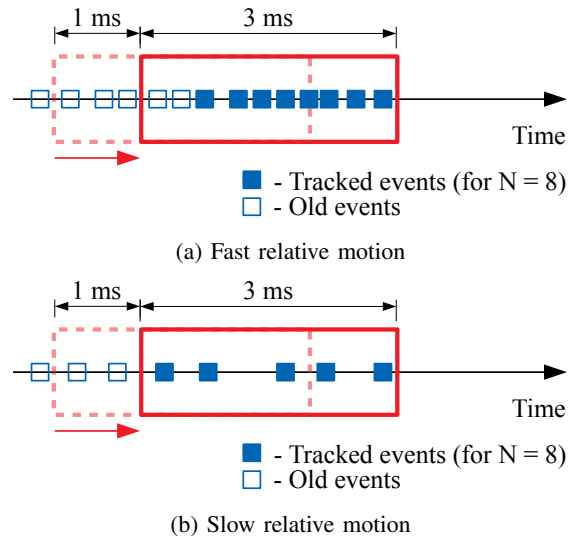 1 ms 3 ms
Time
- Tracked events (for N = 8)
- Old events
(a) Fast relative motion
1 ms 3 ms
Time
- Tracked events (for N = 8)
- Old events
(b) Slow relative motion